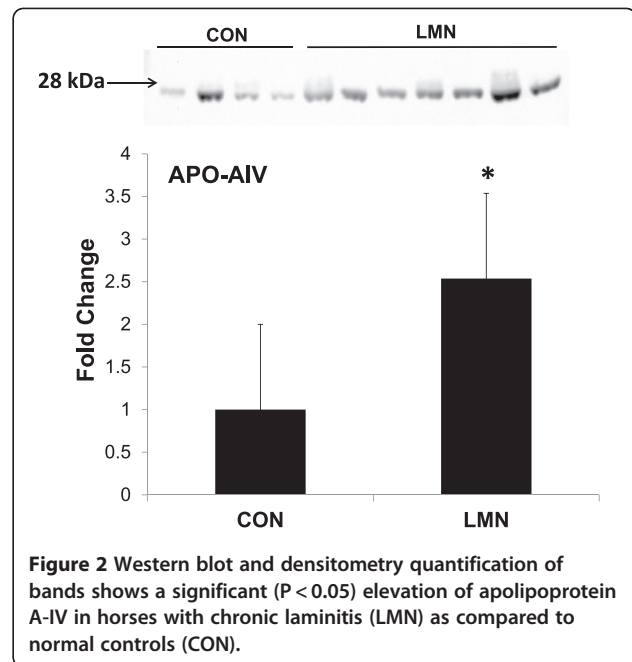 CON LMN
28 kDa
4
APO-AIV *
3.5
3
2.5
2
1.5
1
0.5
0
Fold Change
CON LMN
Figure 2 Western blot and densitometry quantification of
bands shows a significant (P < 0.05) elevation of apolipoprotein
A-IV in horses with chronic laminitis (LMN) as compared to
normal controls (CON).